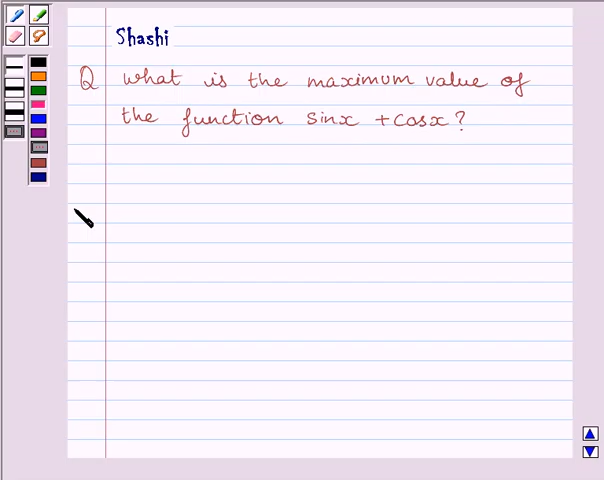 Shashi
Q What is the maximum value of
the function sinx + cosx?